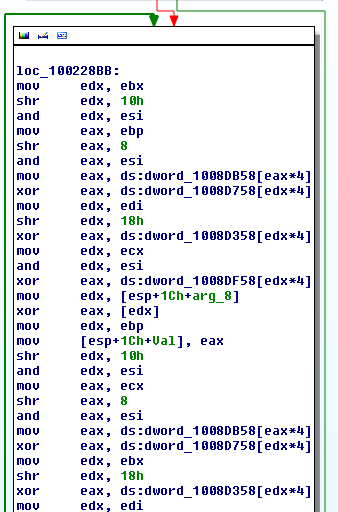 loc_100228BB:
mov edx, ebx
shr edx, 10h
and edx, esi
mov eax, ebp
shr eax, 8
and eax, esi
mov eax, ds:dword_1008DB58[eax*4]
xor eax, ds:dword_1008D758[edx*4]
mov edx, edi
shr edx, 18h
xor eax, ds:dword_1008D358[edx*4]
mov edx, ecx
and edx, esi
xor eax, ds:dword_1008DF58[edx*4]
mov edx, [esp+1Ch+arg_8]
xor eax, [edx]
mov edx, ebp
mov [esp+1Ch+Val], eax
shr edx, 10h
and edx, esi
mov eax, ecx
shr eax, 8
and eax, esi
mov eax, ds:dword_1008DB58[eax*4]
xor eax, ds:dword_1008D758[edx*4]
mov edx, ebx
shr edx, 18h
xor eax, ds:dword_1008D358[edx*4]
mov edx, edi